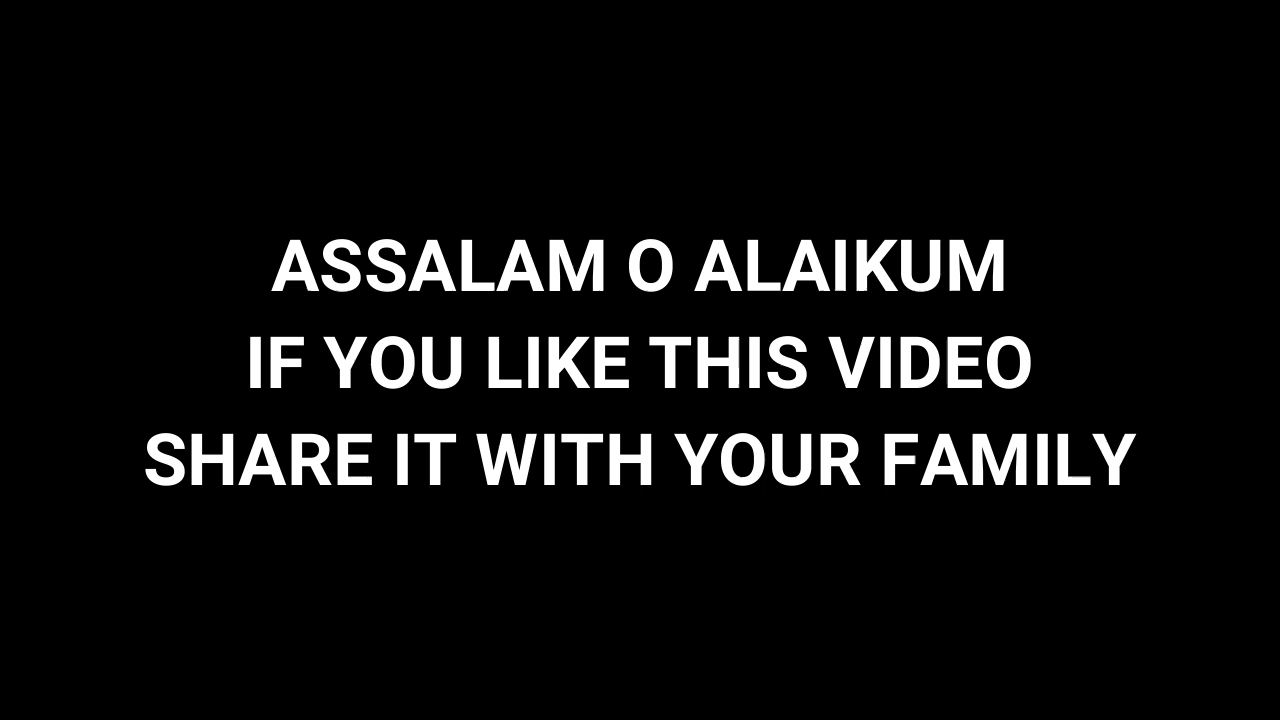 ASSALAM O ALAIKUM
IF YOU LIKE THIS VIDEO
SHARE IT WITH YOUR FAMILY